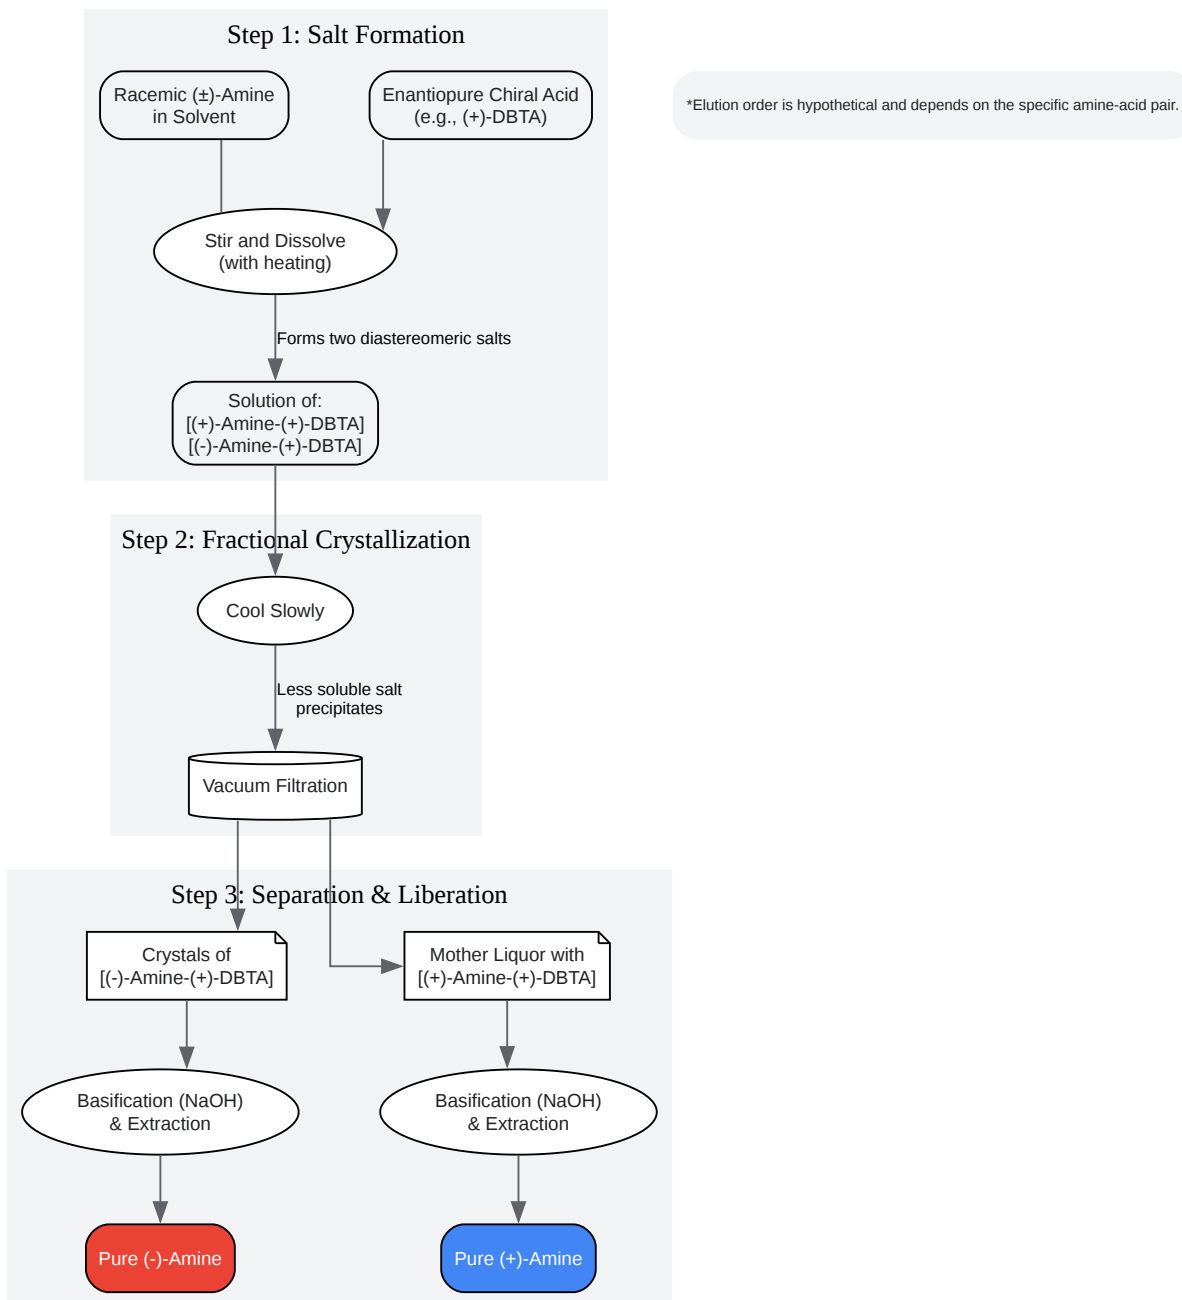 Step 1: Salt Formation
Racemic (±)-Amine
in Solvent
Enantiopure Chiral Acid
(e.g., (+)-DBTA)
*Elution order is hypothetical and depends on the specific amine-acid pair.
Stir and Dissolve
(with heating)
Forms two diastereomeric salts
Solution of:
[(+)-Amine-(+)-DBTA]
[(-)-Amine-(+)-DBTA]
Step 2: Fractional Crystallization
Cool Slowly
Less soluble salt
precipitates
Vacuum Filtration
Step 3: Separation & Liberation
Crystals of
[(-)-Amine-(+)-DBTA]
Mother Liquor with
[(+)-Amine-(+)-DBTA]
Basification (NaOH)
& Extraction
Basification (NaOH)
& Extraction
Pure (-)-Amine
Pure (+)-Amine